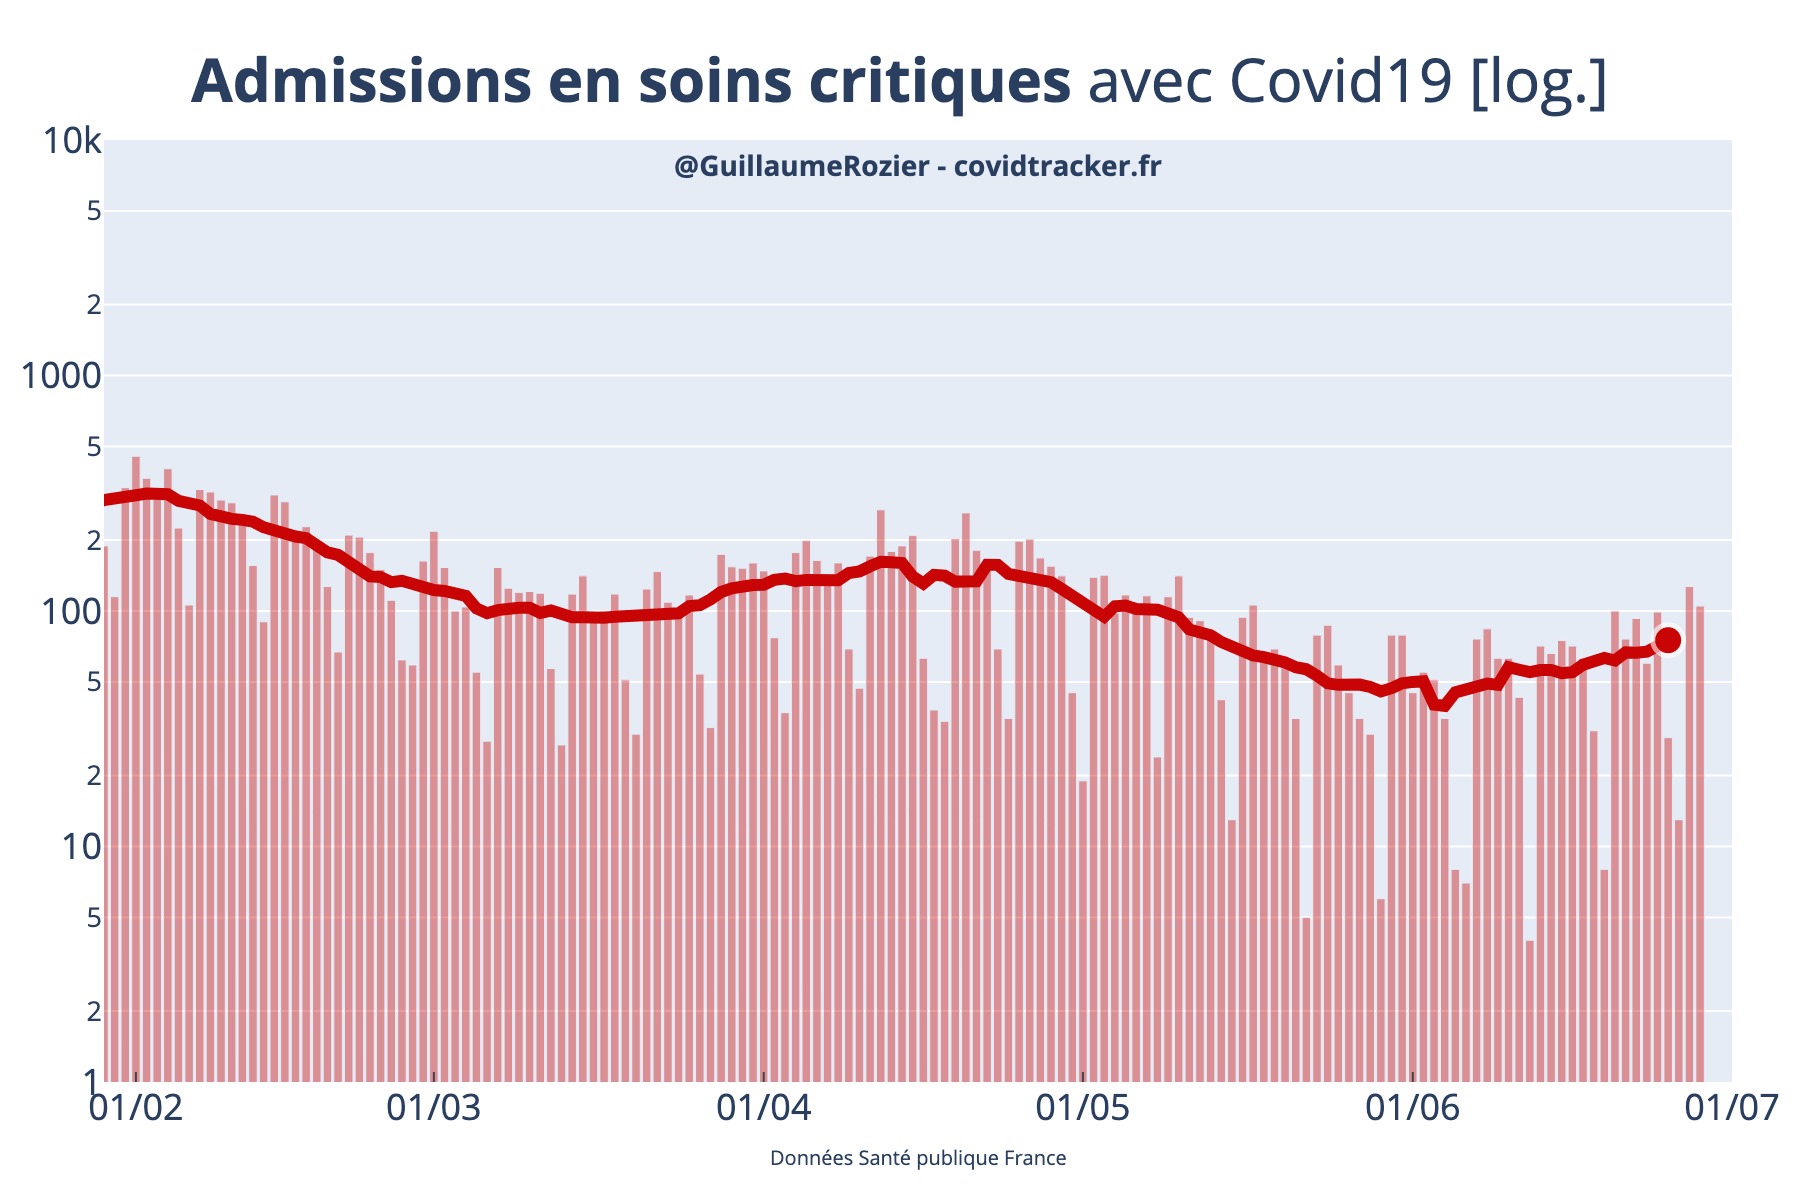 Admissions en soins critiques avec Covid19 [log.]
@GuillaumeRozier - covidtracker.fr
10k
5
2
1000
5
2
100
5
2
10
5
2
1
01/02 01/03 01/04 01/05 01/06 01/07
Données Santé publique France